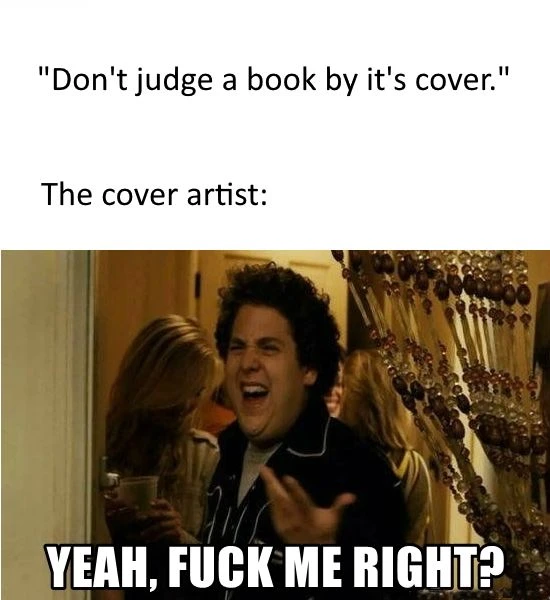 "Don't judge a book by it's cover."
The cover artist:
YEAH, FUCK ME RIGHT?